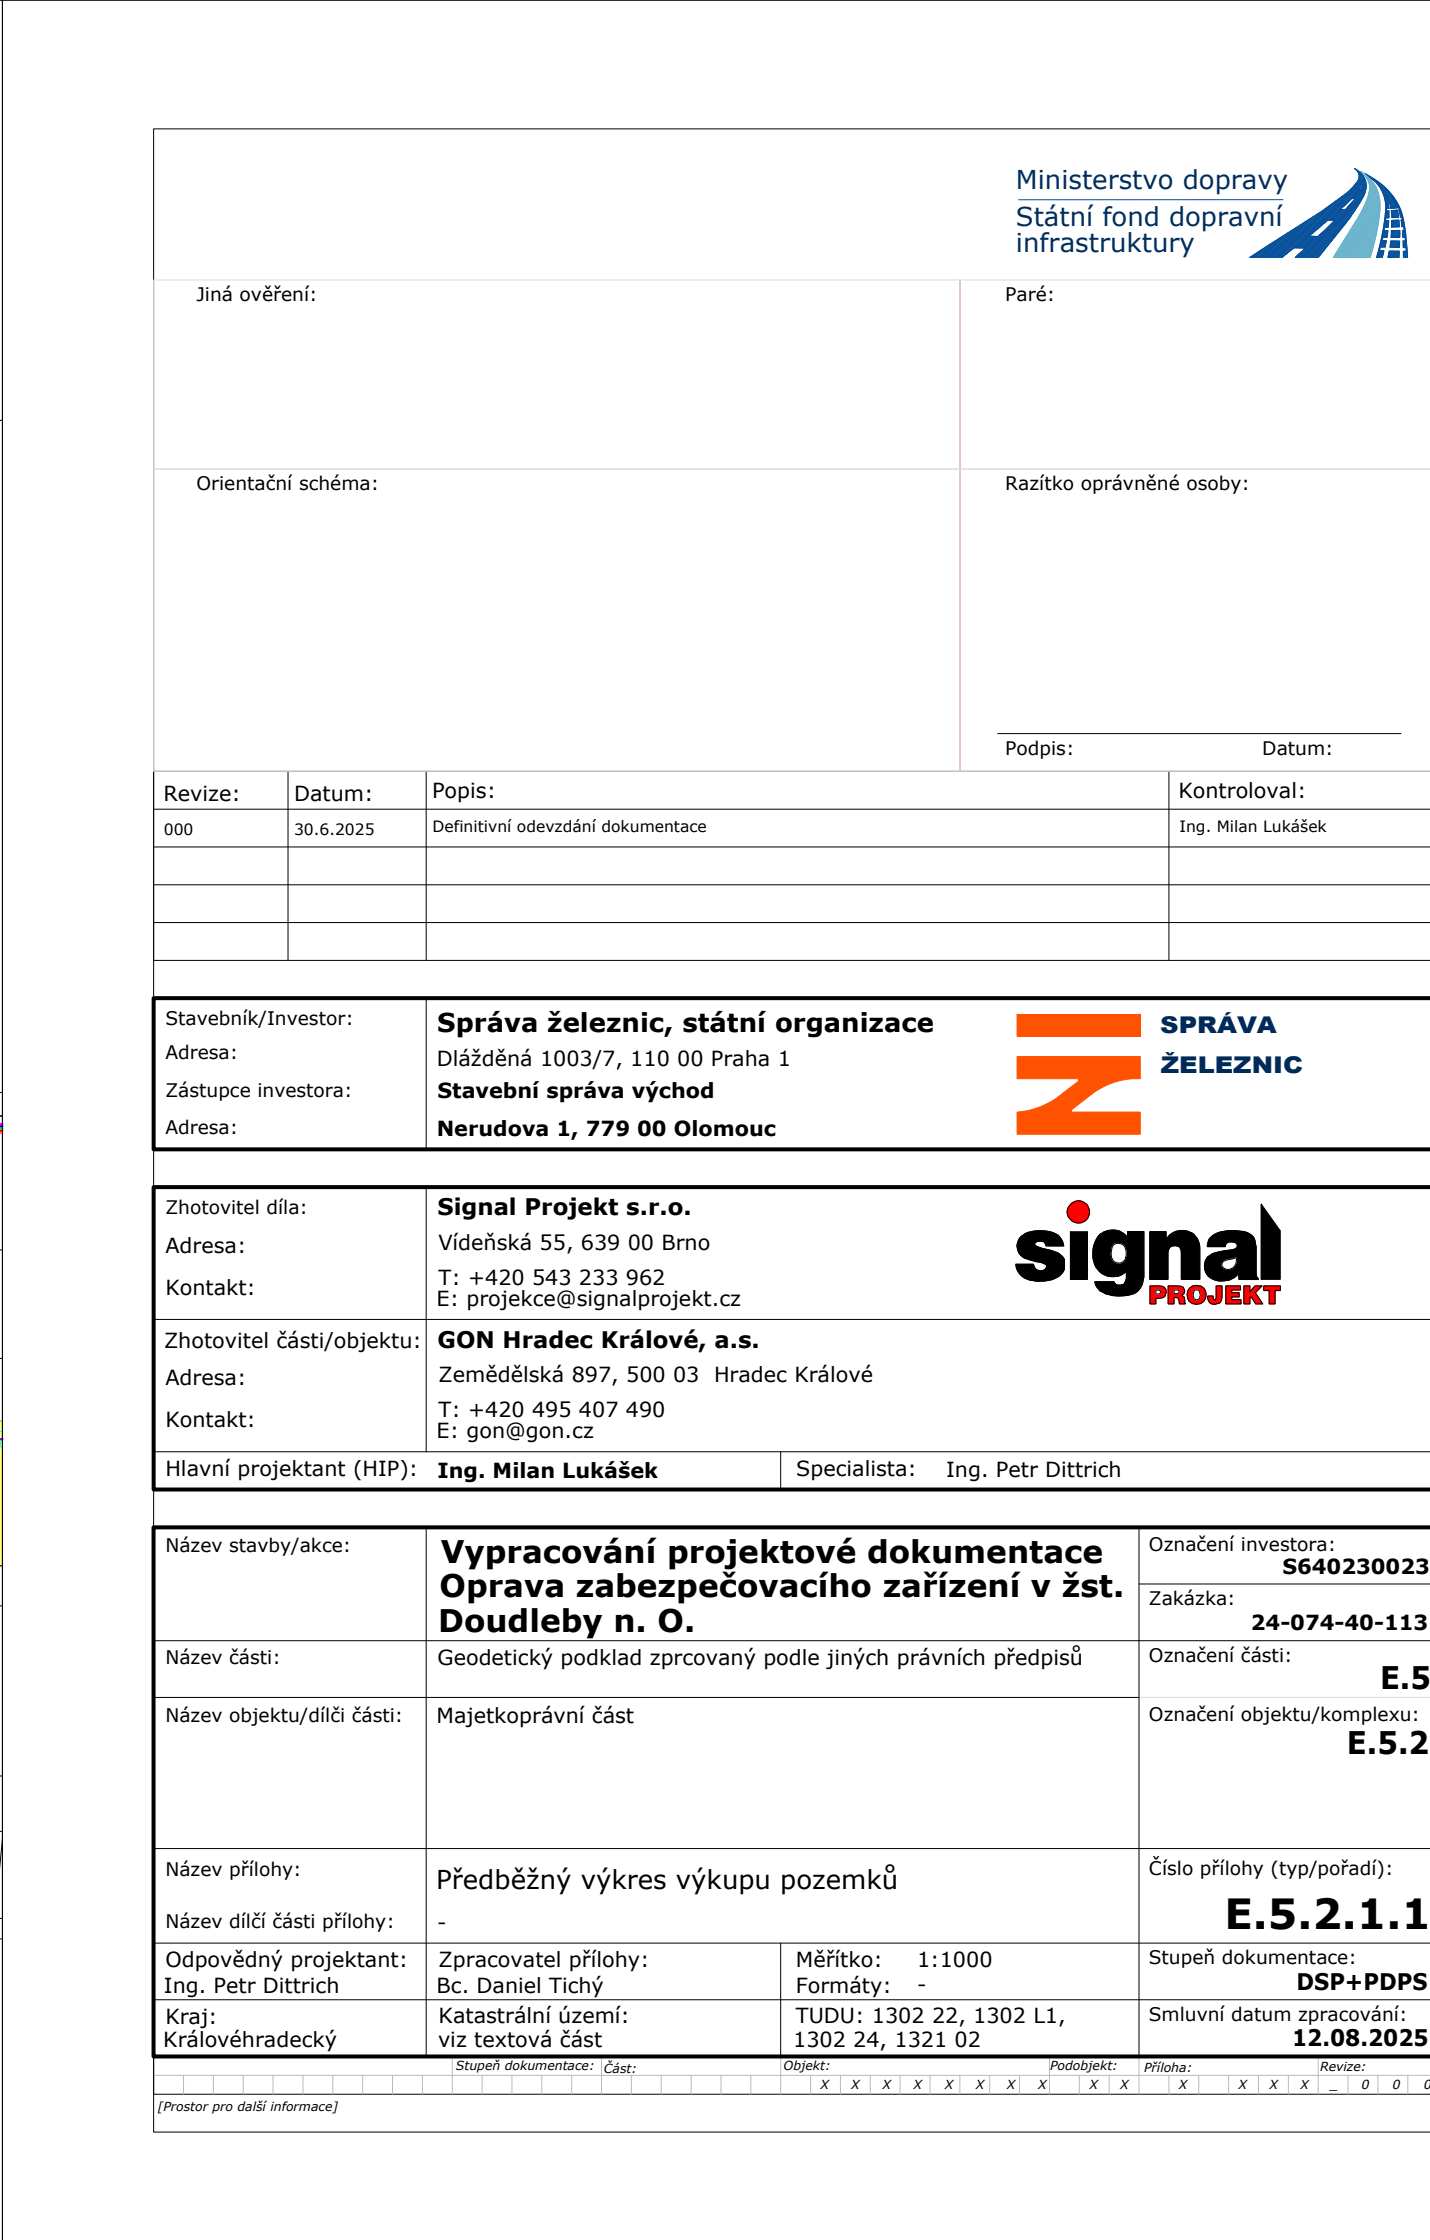 Ministerstvo dopravy
Státní fond dopravní
infrastruktury
Jiná ověření:
Paré:
Orientační schéma:
Razítko oprávněné osoby:
Podpis: Datum:
Revize: Datum: Popis: Kontroloval:
000 30.6.2025 Definitivní odevzdání dokumentace Ing. Milan Lukášek
Stavebník/Investor: Správa železnic, státní organizace
Adresa: Dlážděná 1003/7, 110 00 Praha 1
Zástupce investora: Stavební správa východ
Adresa: Nerudova 1, 779 00 Olomouc
SPRÁVA
ŽELEZNIC
Zhotovitel díla: Signal Projekt s.r.o.
Adresa: Vídeňská 55, 639 00 Brno
Kontakt: T: +420 543 233 962
E: projekce@signalprojekt.cz
signal
PROJEKT
Zhotovitel části/objektu: GON Hradec Králové, a.s.
Adresa: Zemědělská 897, 500 03 Hradec Králové
Kontakt: T: +420 495 407 490
E: gon@gon.cz
Hlavní projektant (HIP): Ing. Milan Lukášek Specialista: Ing. Petr Dittrich
Název stavby/akce: Vypracování projektové dokumentace
Oprava zabezpečovacího zařízení v žst.
Doudleby n. O.
Označení investora:
S640230023
Zakázka:
24-074-40-113
Název části: Geodetický podklad zprcovaný podle jiných právních předpisů
Označení části:
E.5
Název objektu/dílči části: Majetkoprávní část
Označení objektu/komplexu:
E.5.2
Název přílohy: Předběžný výkres výkupu pozemků
Číslo přílohy (typ/pořadí):
E.5.2.1.1
Název dílčí části přílohy: -
Odpovědný projektant: Zpracovatel přílohy: Měřítko: 1:1000 Stupeň dokumentace:
Ing. Petr Dittrich Bc. Daniel Tichý Formáty: - DSP+PDPS
Kraj: Katastrální území: TUDU: 1302 22, 1302 L1, Smluvní datum zpracování:
Královéhradecký viz textová část 1302 24, 1321 02 12.08.2025
Stupeň dokumentace: Část: Objekt: Podobjekt: Příloha: Revize:
X X X X X X X X X X X X X X _ 0 0 0
[Prostor pro další informace]